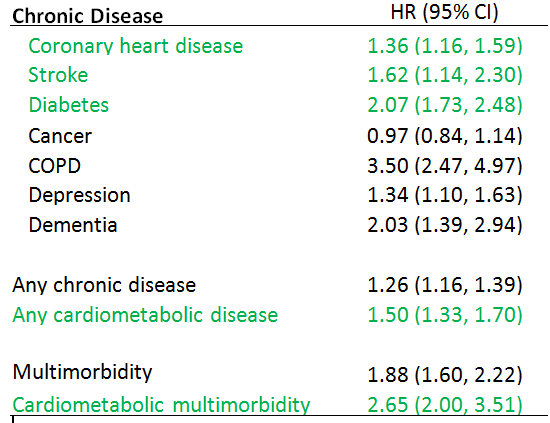 Chronic Disease HR (95% CI)
Coronary heart disease 1.36 (1.16, 1.59)
Stroke 1.62 (1.14, 2.30)
Diabetes 2.07 (1.73, 2.48)
Cancer 0.97 (0.84, 1.14)
COPD 3.50 (2.47, 4.97)
Depression 1.34 (1.10, 1.63)
Dementia 2.03 (1.39, 2.94)
Any chronic disease 1.26 (1.16, 1.39)
Any cardiometabolic disease 1.50 (1.33, 1.70)
Multimorbidity 1.88 (1.60, 2.22)
Cardiometabolic multimorbidity 2.65 (2.00, 3.51)